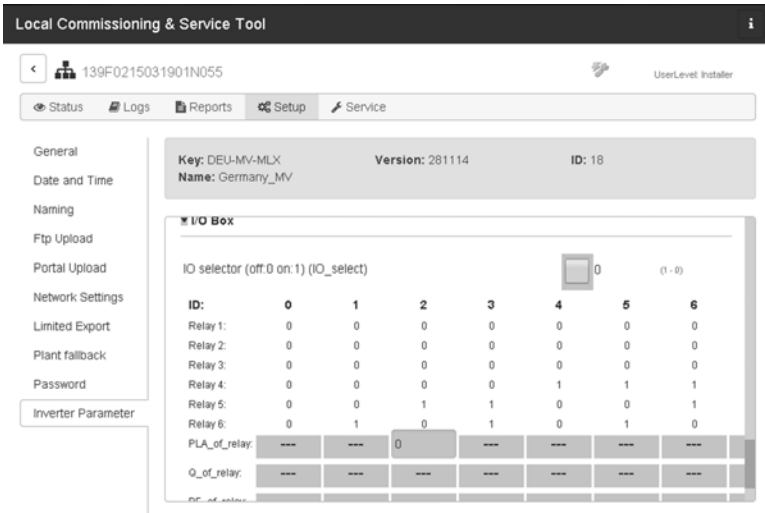 Local Commissioning & Service Tool i
139F0215031901N055 UserLevel: Installer
Status Logs Reports Setup Service
General
Date and Time
Naming
Ftp Upload
Portal Upload
Network Settings
Limited Export
Plant fallback
Password
Inverter Parameter
Key: DEU-MV-MLX Version: 281114 ID: 18
Name: Germany_MV
I/O Box
IO selector (off:0 on:1) (IO_select) 0 (1 - 0)
ID: 0 1 2 3 4 5 6
Relay 1: 0 0 0 0 0 0 0
Relay 2: 0 0 0 0 0 0 0
Relay 3: 0 0 0 0 0 0 0
Relay 4: 0 0 0 0 1 1 1
Relay 5: 0 0 1 1 0 0 1
Relay 6: 0 1 0 1 0 1 0
PLA_of_relay: --- --- 0 --- --- --- ---
Q_of_relay: --- --- --- --- --- --- ---